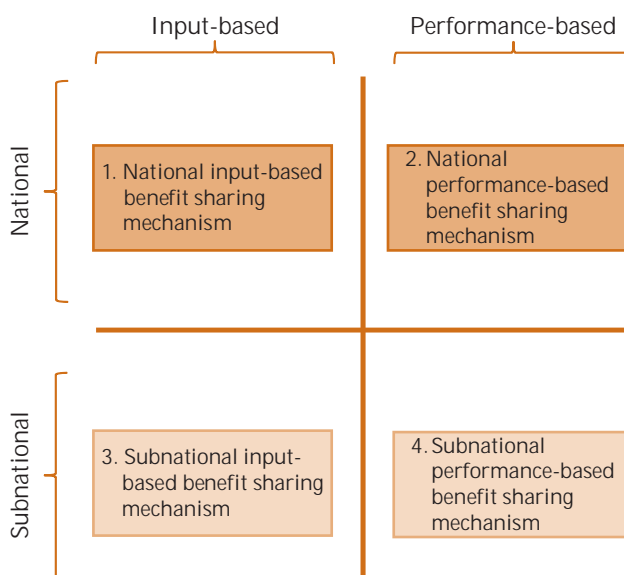 Input-based
Performance-based
National
1. National input-based
benefit sharing
mechanism
2. National
performance-based
benefit sharing
mechanism
Subnational
3. Subnational input-
based benefit sharing
mechanism
4. Subnational
performance-based
benefit sharing
mechanism